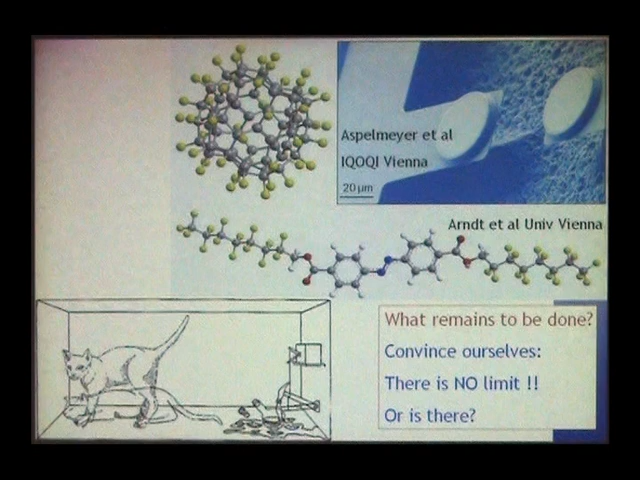 Aspelmeyer et al
IQOQI Vienna
20 µm
Arndt et al Univ Vienna
What remains to be done?
Convince ourselves:
There is NO limit !!
Or is there?